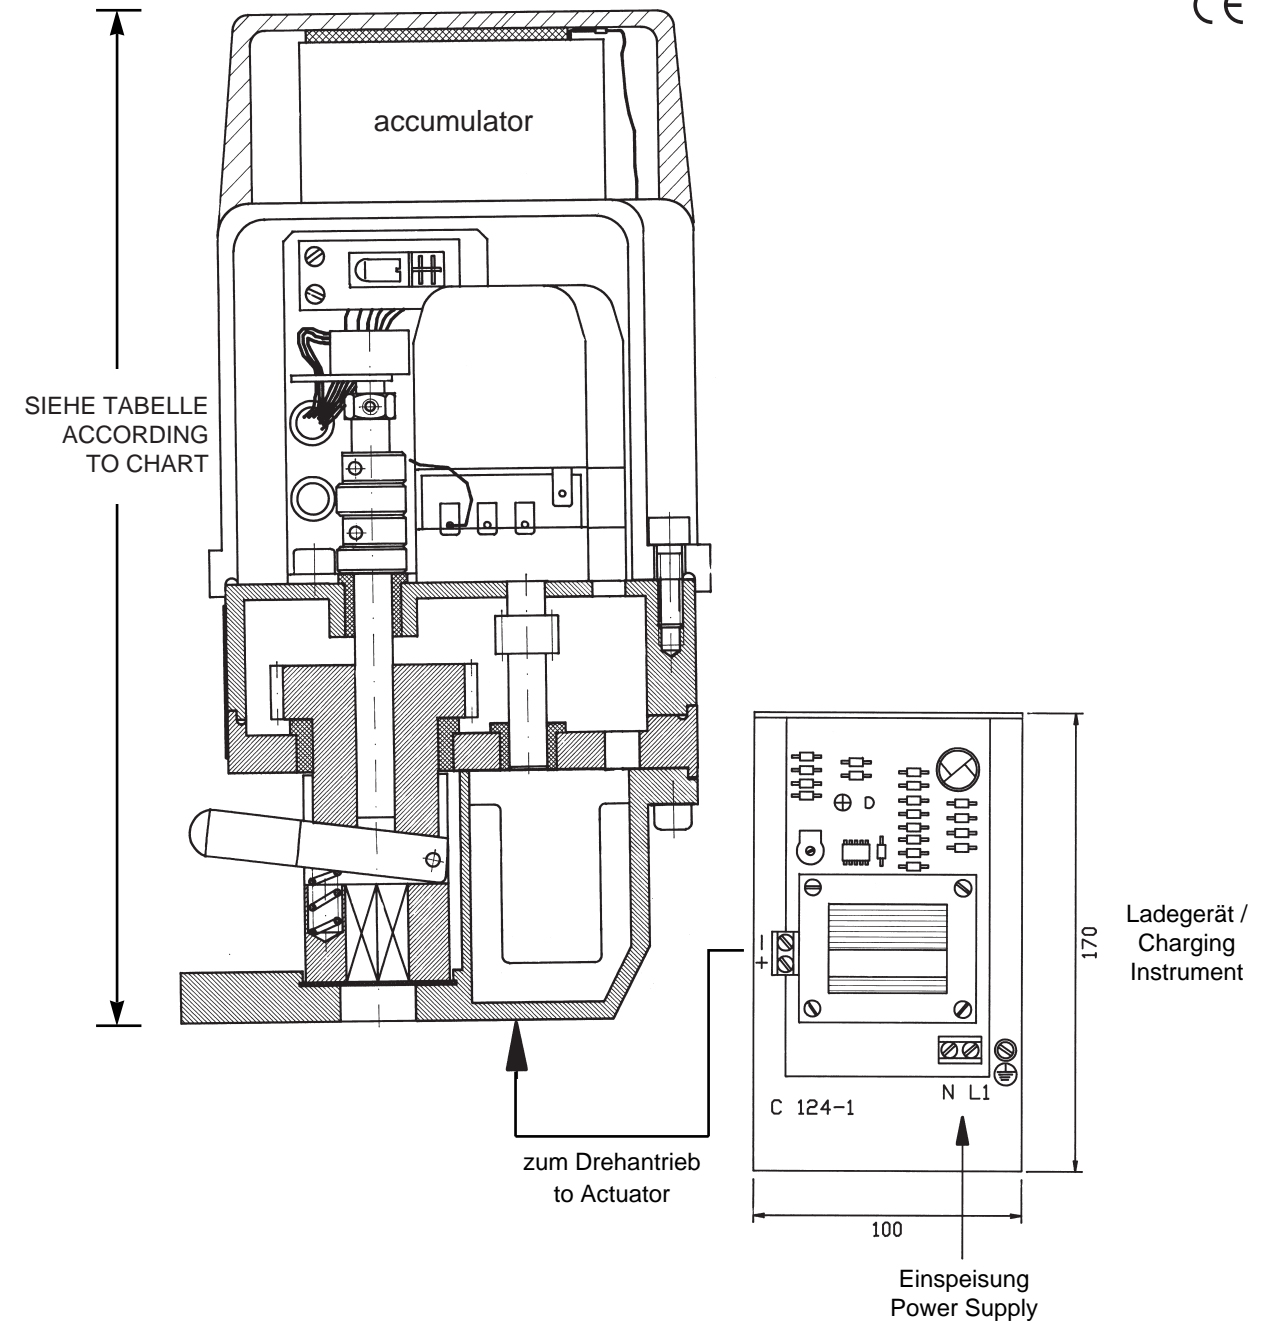 CE
accumulator
SIEHE TABELLE
ACCORDING
TO CHART
D
Ladegerät /
Charging
Instrument
170
–
+
N L1
C 124-1
zum Drehantrieb
to Actuator
100
Einspeisung
Power Supply